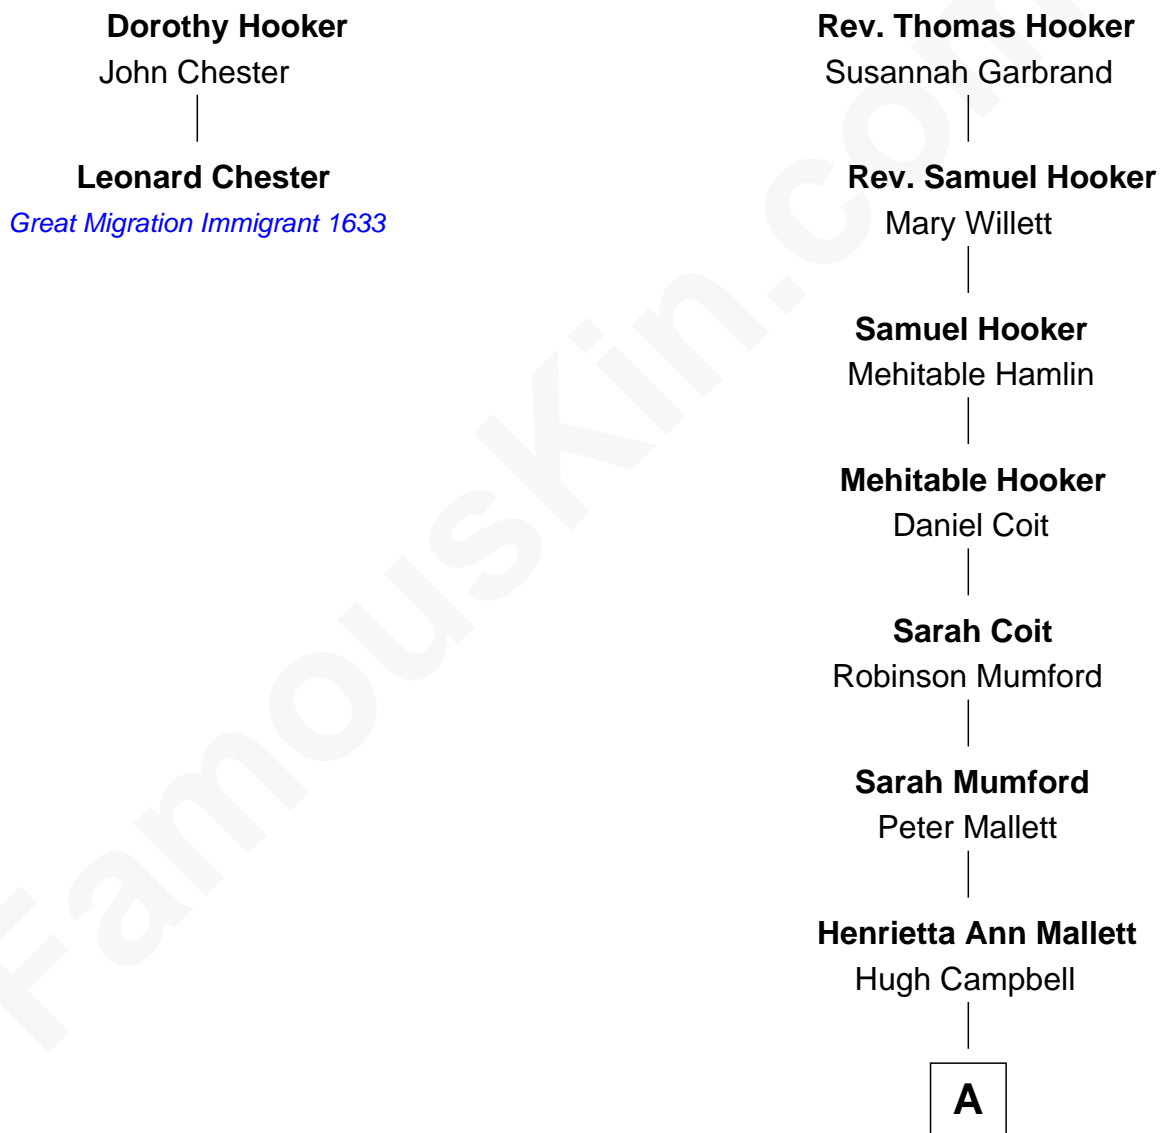 Dorothy Hooker
John Chester
Leonard Chester
Great Migration Immigrant 1633
Rev. Thomas Hooker
Susannah Garbrand
Rev. Samuel Hooker
Mary Willett
Samuel Hooker
Mehitable Hamlin
Mehitable Hooker
Daniel Coit
Sarah Coit
Robinson Mumford
Sarah Mumford
Peter Mallett
Henrietta Ann Mallett
Hugh Campbell
A
FamousKin.com